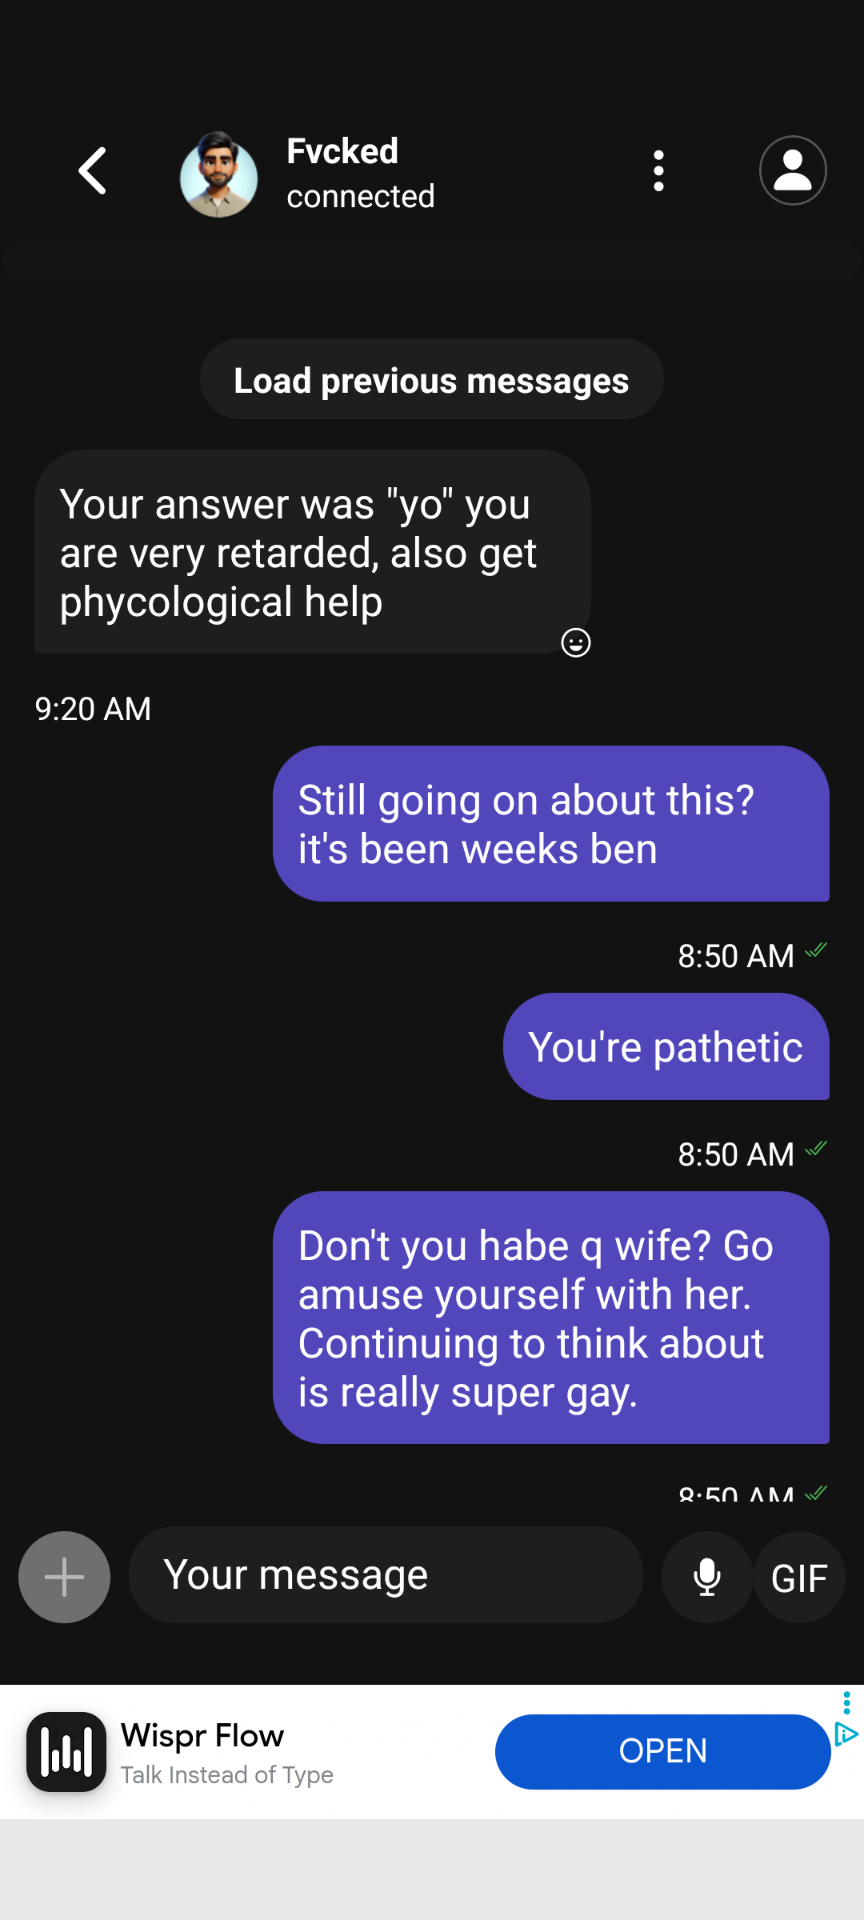 Fvcked
connected
Load previous messages
Your answer was "yo" you
are very retarded, also get
phycological help
9:20 AM
Still going on about this?
it's been weeks ben
8:50 AM
You're pathetic
8:50 AM
Don't you habe q wife? Go
amuse yourself with her.
Continuing to think about
is really super gay.
8:50 AM
Your message
GIF
Wispr Flow
Talk Instead of Type
OPEN